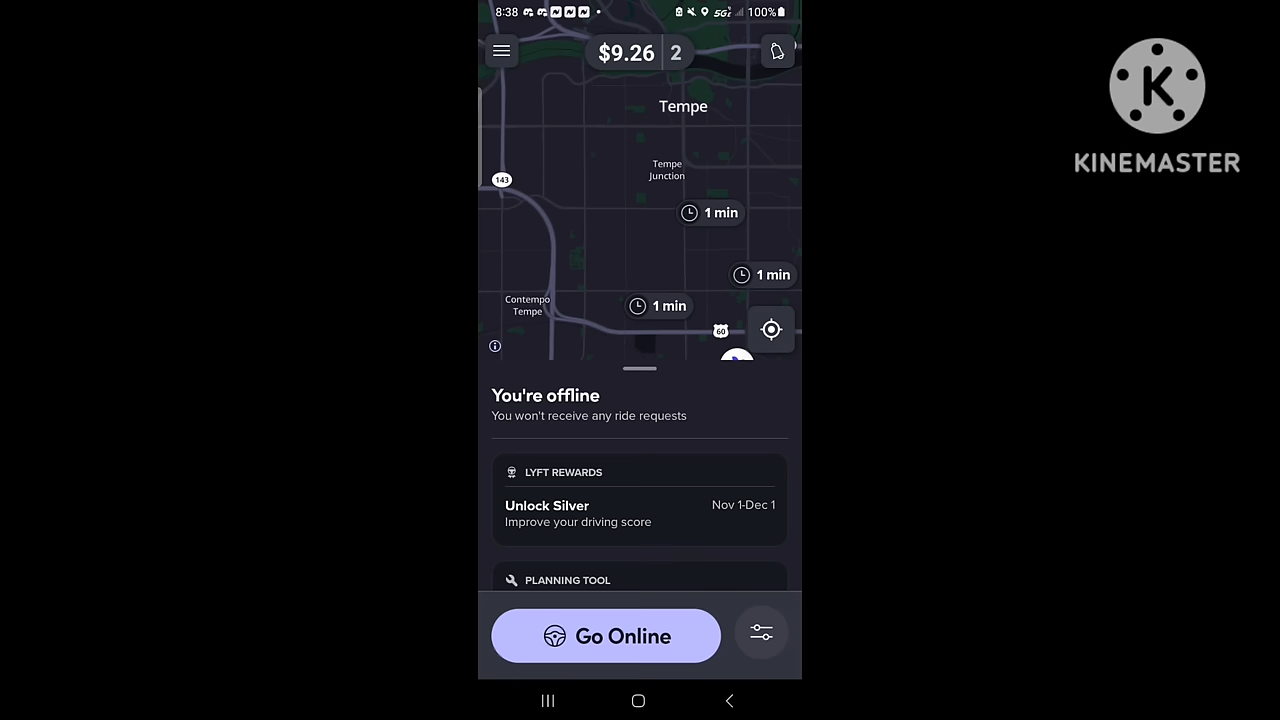 8:38
5G
100%
$9.26 2
Tempe
Tempe
Junction
143
1 min
1 min
1 min
Contempo
Tempe
60
You're offline
You won't receive any ride requests
LYFT REWARDS
Unlock Silver
Nov 1-Dec 1
Improve your driving score
PLANNING TOOL
Go Online
K
KINEMASTER